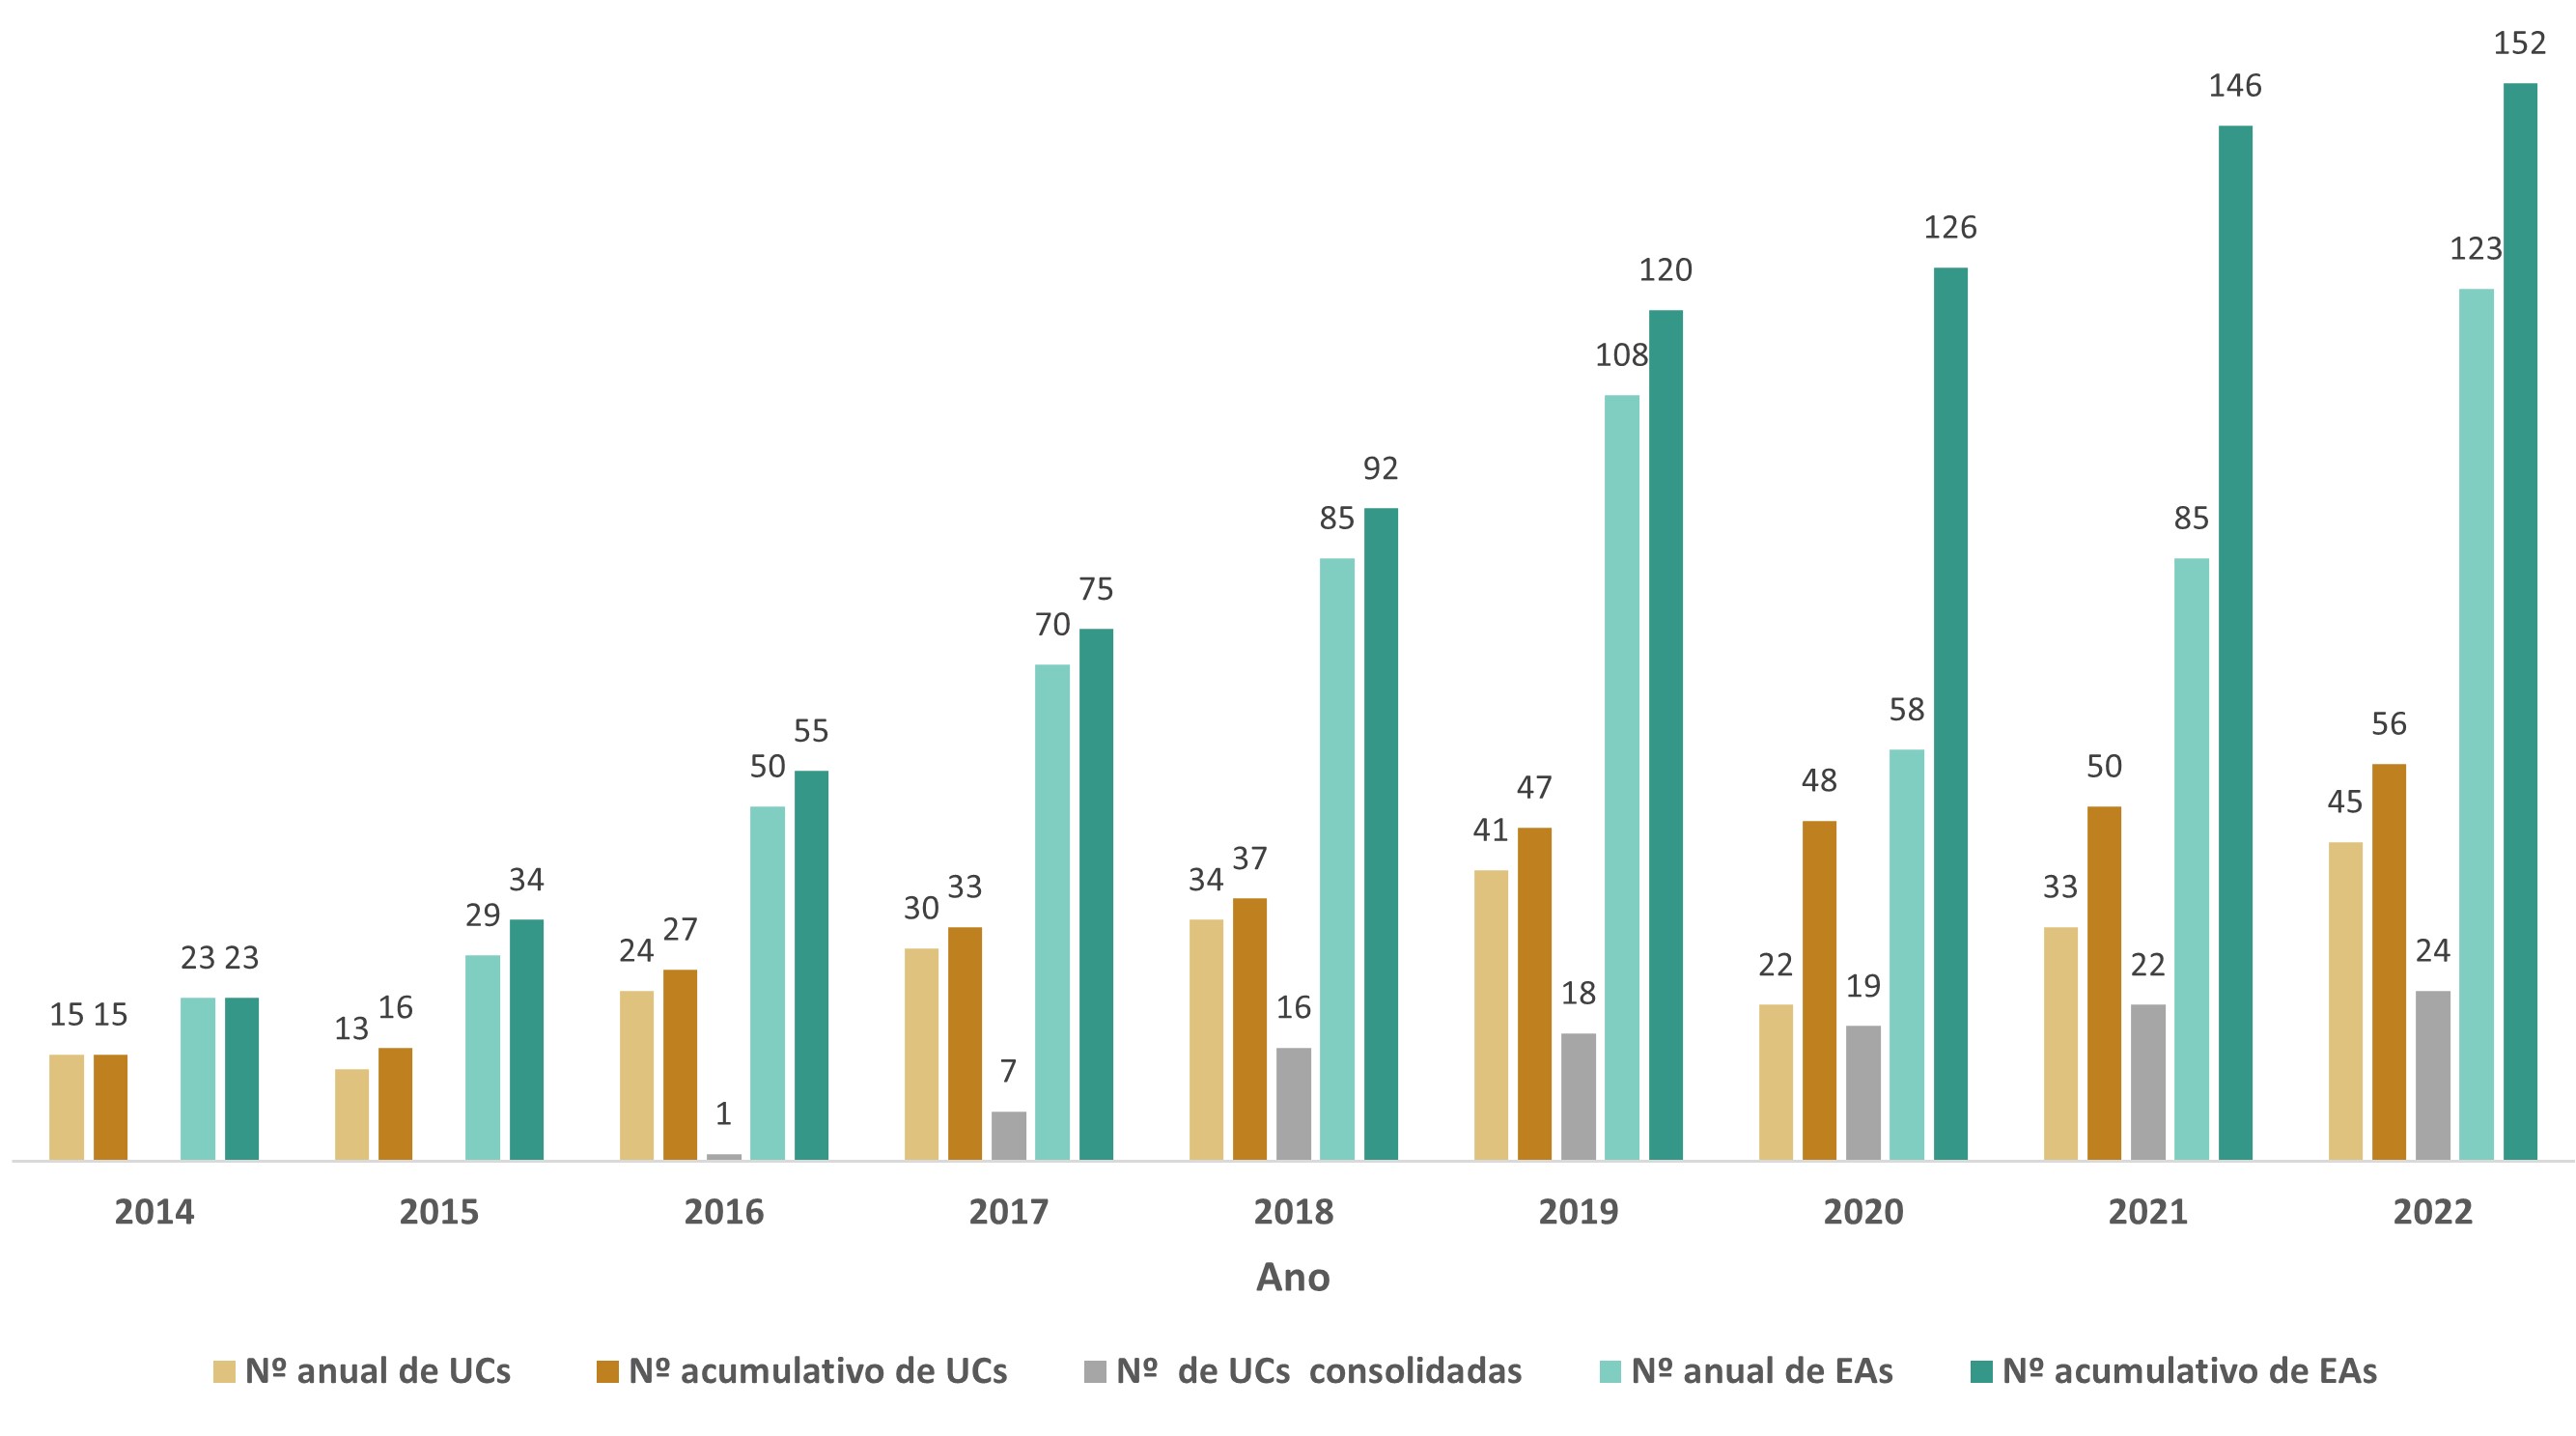 15 15 23 23
13 16 29 34
24 27 1 50 55
30 33 7 70 75
34 37 16 85 92
41 47 18 108 120
22 48 19 58 126
33 50 22 85 146
45 56 24 123 152
2014 2015 2016 2017 2018 2019 2020 2021 2022
Ano
Nº anual de UCs Nº acumulativo de UCs Nº de UCs consolidadas Nº anual de EAs Nº acumulativo de EAs